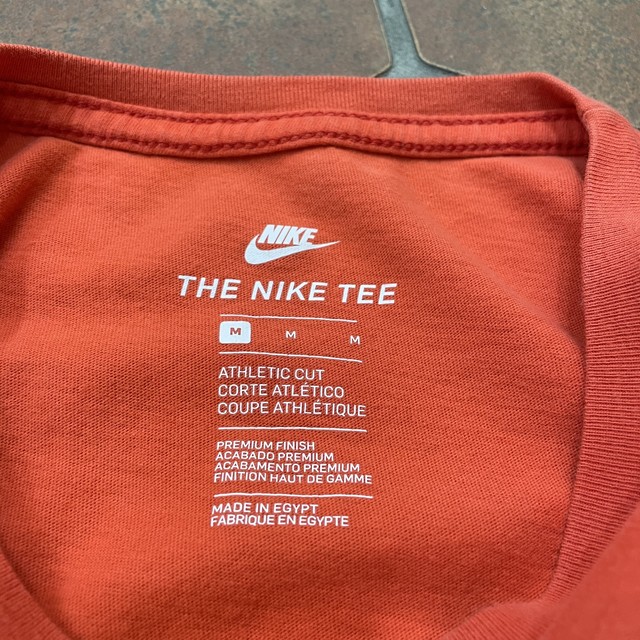 NIKE
THE NIKE TEE
M M M
ATHLETIC CUT
CORTE ATLÉTICO
COUPE ATHLÉTIQUE
PREMIUM FINISH
ACABADO PREMIUM
ACABAMENTO PREMIUM
FINITION HAUT DE GAMME
MADE IN EGYPT
FABRIQUE EN EGYPTE